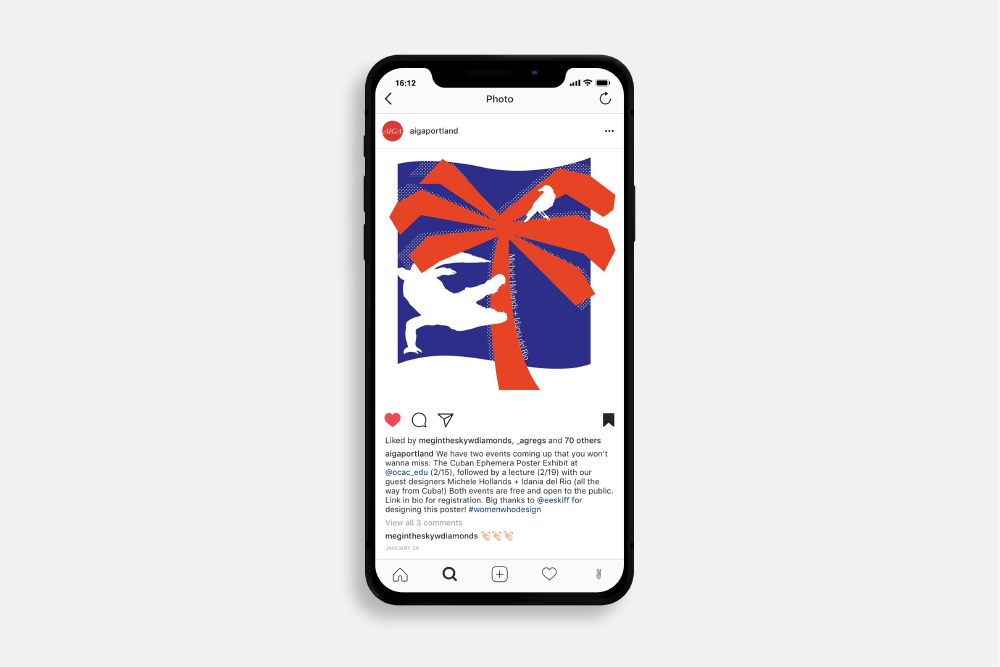 16:12
Photo
AIGA
aigaportland
Michele Hollands + Idania del Rio
Liked by megintheskywdiamonds, _agregs and 70 others
aigaportland We have two events coming up that you won't
wanna miss: The Cuban Ephemera Poster Exhibit at
@ocac_edu (2/15), followed by a lecture (2/19) with our
guest designers Michele Hollands + Idania del Rio (all the
way from Cuba!) Both events are free and open to the public.
Link in bio for registration. Big thanks to @eeskiff for
designing this poster! #womenwhodesign
View all 3 comments
megintheskywdiamonds 👏🏻👏🏻👏🏻
JANUARY 24